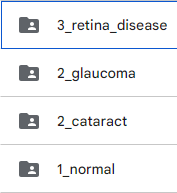 3_retina_disease
2_glaucoma
2_cataract
1_normal